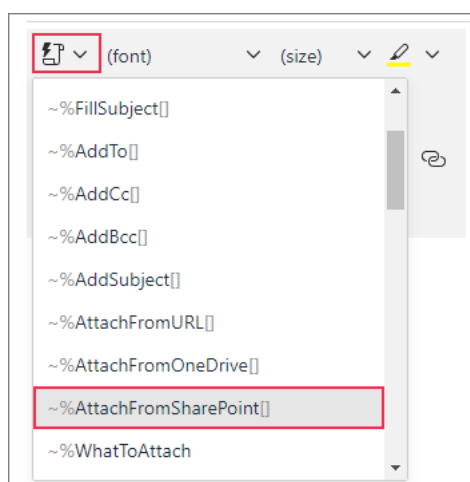 (font) (size)
~%FillSubject[]
~%AddTo[]
~%AddCc[]
~%AddBcc[]
~%AddSubject[]
~%AttachFromURL[]
~%AttachFromOneDrive[]
~%AttachFromSharePoint[]
~%WhatToAttach